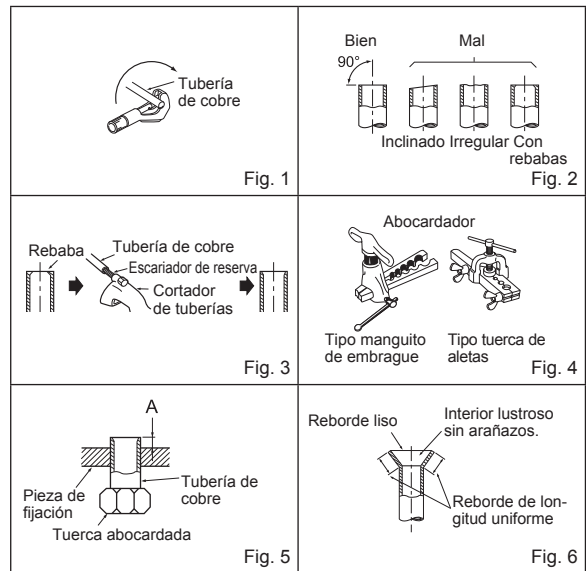 Tubería
de cobre
Fig. 1
Bien
Mal
90°
Inclinado Irregular Con
rebabas
Fig. 2
Rebaba
Tubería de cobre
Escariador de reserva
Cortador
de tuberías
Fig. 3
Abocardador
Tipo manguito
de embrague
Tipo tuerca de
aletas
Fig. 4
A
Tubería de
cobre
Pieza de
fijación
Tuerca abocardada
Fig. 5
Reborde liso
Interior lustroso
sin arañazos.
Reborde de lon-
gitud uniforme
Fig. 6